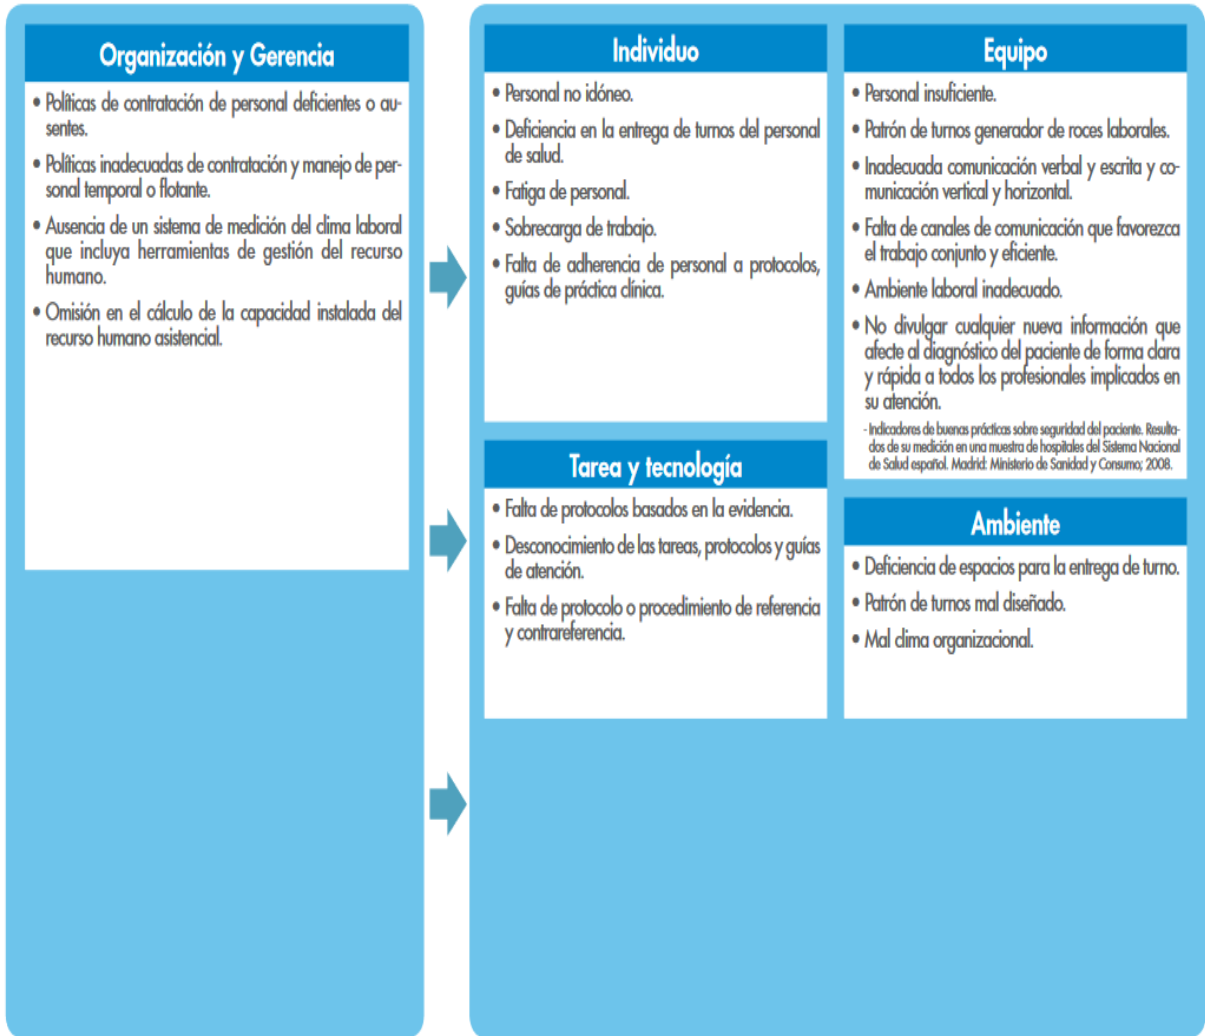 Organización y Gerencia
• Políticas de contratación de personal deficientes o au-
sentes.
• Políticas inadecuadas de contratación y manejo de per-
sonal temporal o flotante.
• Ausencia de un sistema de medición del clima laboral
que incluya herramientas de gestión del recurso
humano.
• Omisión en el cálculo de la capacidad instalada del
recurso humano asistencial.
Individuo
• Personal no idóneo.
• Deficiencia en la entrega de turnos del personal
de salud.
• Fatiga de personal.
• Sobrecarga de trabajo.
• Falta de adherencia de personal a protocolos,
guías de práctica clínica.
Equipo
• Personal insuficiente.
• Patrón de turnos generador de roces laborales.
• Inadecuada comunicación verbal y escrita y co-
municación vertical y horizontal.
• Falta de canales de comunicación que favorezca
el trabajo conjunto y eficiente.
• Ambiente laboral inadecuado.
• No divulgar cualquier nueva información que
afecte al diagnóstico del paciente de forma clara
y rápida a todos los profesionales implicados en
su atención.
- Indicadores de buenas prácticas sobre seguridad del paciente. Resulta-
dos de su medición en una muestra de hospitales del Sistema Nacional
de Salud español. Madrid: Ministerio de Sanidad y Consumo; 2008.
Tarea y tecnología
• Falta de protocolos basados en la evidencia.
• Desconocimiento de las tareas, protocolos y guías
de atención.
• Falta de protocolo o procedimiento de referencia
y contrareferencia.
Ambiente
• Deficiencia de espacios para la entrega de turno.
• Patrón de turnos mal diseñado.
• Mal clima organizacional.